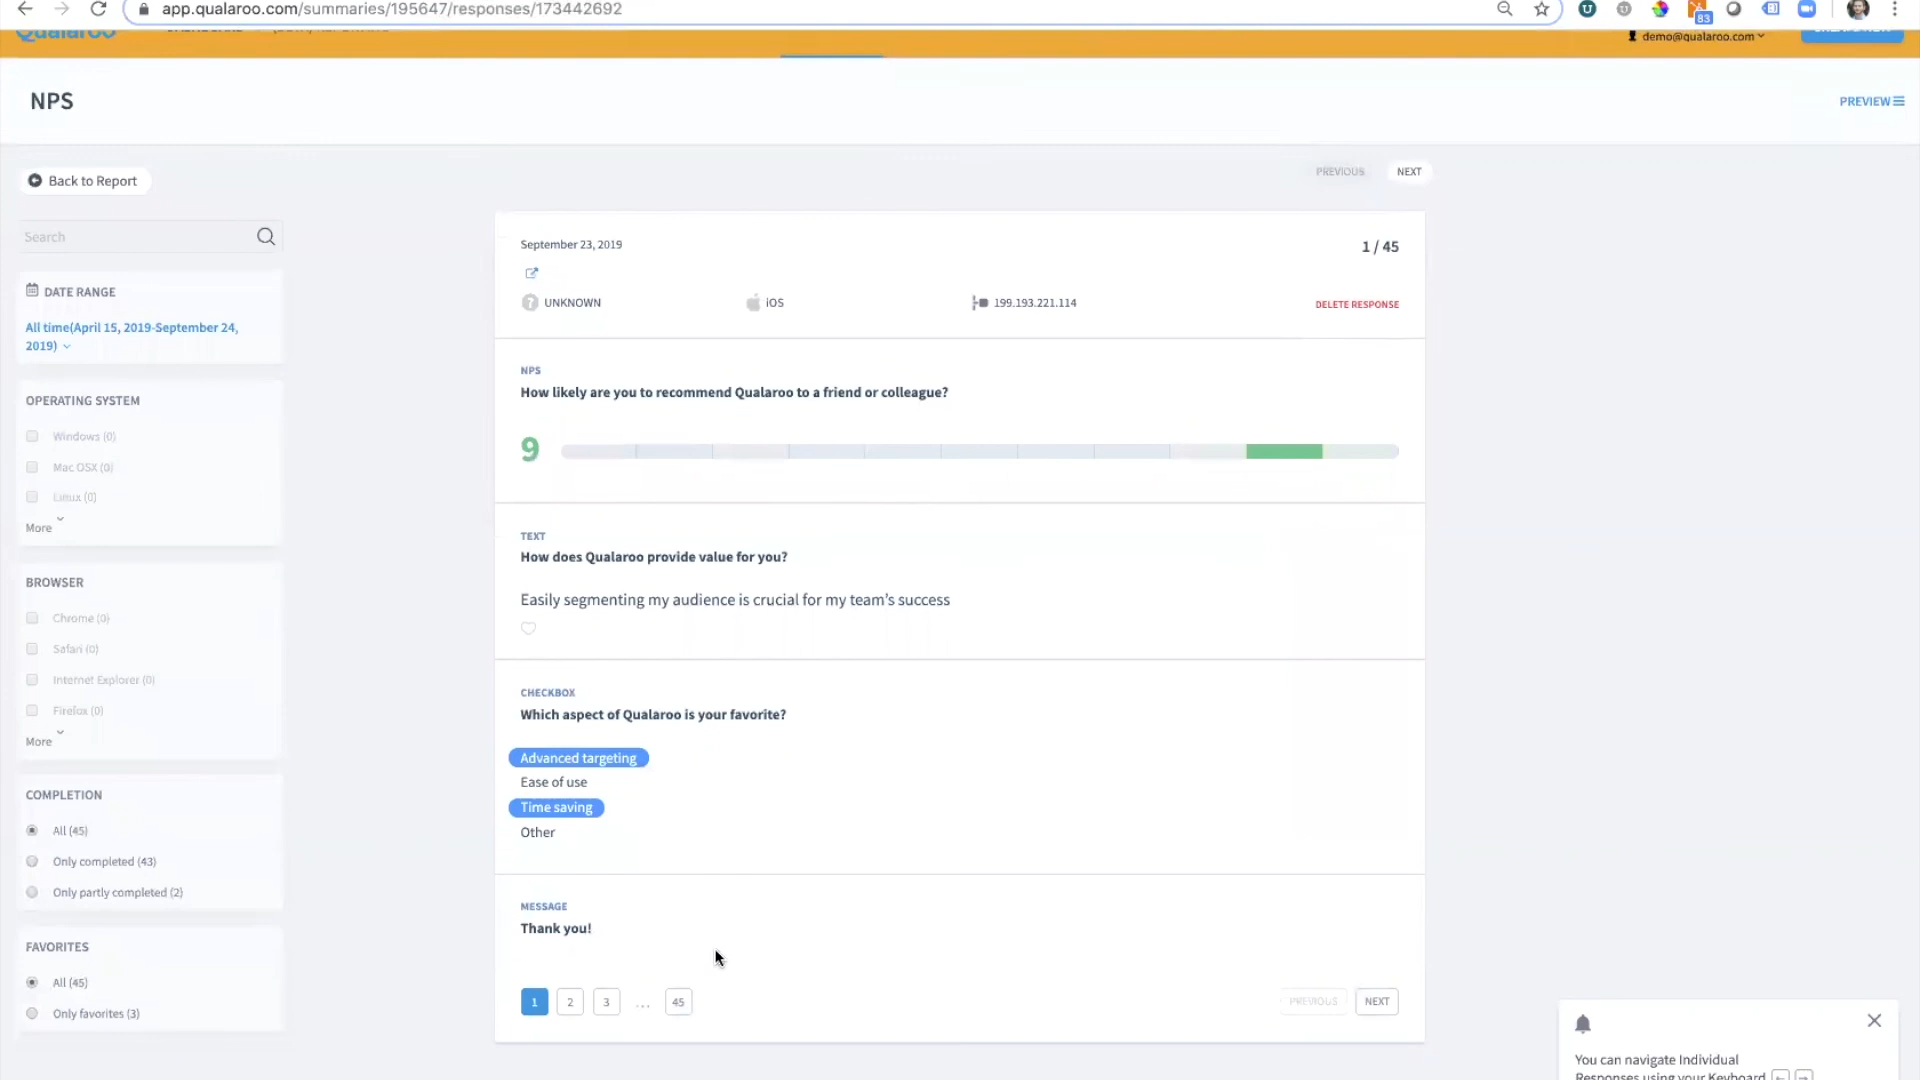 app.qualaroo.com/summaries/195647/responses/173442692
83
Qualaroo
demo@qualaroo.com
NPS
PREVIEW
Back to Report
PREVIOUS
NEXT
Search
September 23, 2019
1 / 45
DATE RANGE
UNKNOWN
iOS
199.193.221.114
DELETE RESPONSE
All time(April 15, 2019-September 24,
2019)
NPS
How likely are you to recommend Qualaroo to a friend or colleague?
OPERATING SYSTEM
Windows (0)
Mac OSX (0)
Linux (0)
More
9
TEXT
How does Qualaroo provide value for you?
Easily segmenting my audience is crucial for my team's success
BROWSER
Chrome (0)
Safari (0)
Internet Explorer (0)
Firefox (0)
More
CHECKBOX
Which aspect of Qualaroo is your favorite?
Advanced targeting
Ease of use
Time saving
Other
COMPLETION
All (45)
Only completed (43)
Only partly completed (2)
MESSAGE
Thank you!
FAVORITES
All (45)
Only favorites (3)
1
2
3
...
45
PREVIOUS
NEXT
You can navigate Individual
Responses using your Keyboard